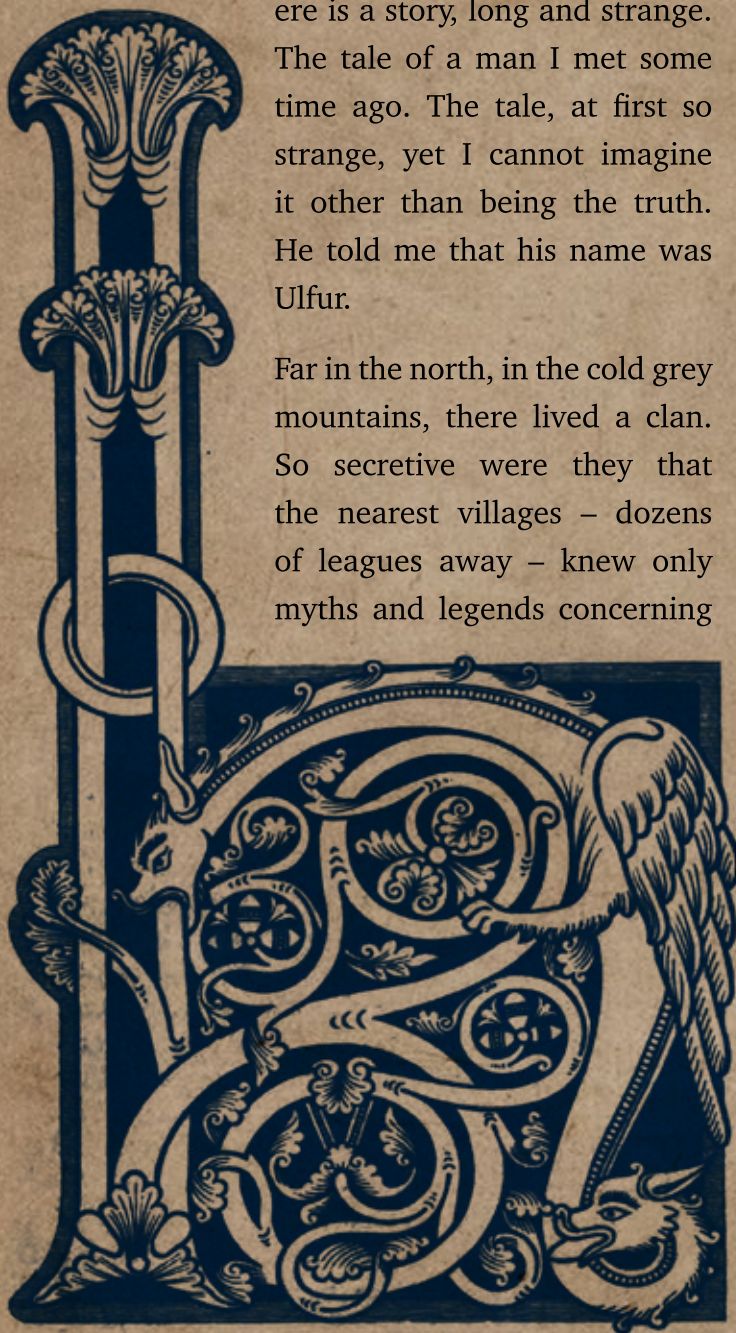 ere is a story, long and strange.
The tale of a man I met some
time ago. The tale, at first so
strange, yet I cannot imagine
it other than being the truth.
He told me that his name was
Ulfur.
Far in the north, in the cold grey
mountains, there lived a clan.
So secretive were they that
the nearest villages – dozens
of leagues away – knew only
myths and legends concerning